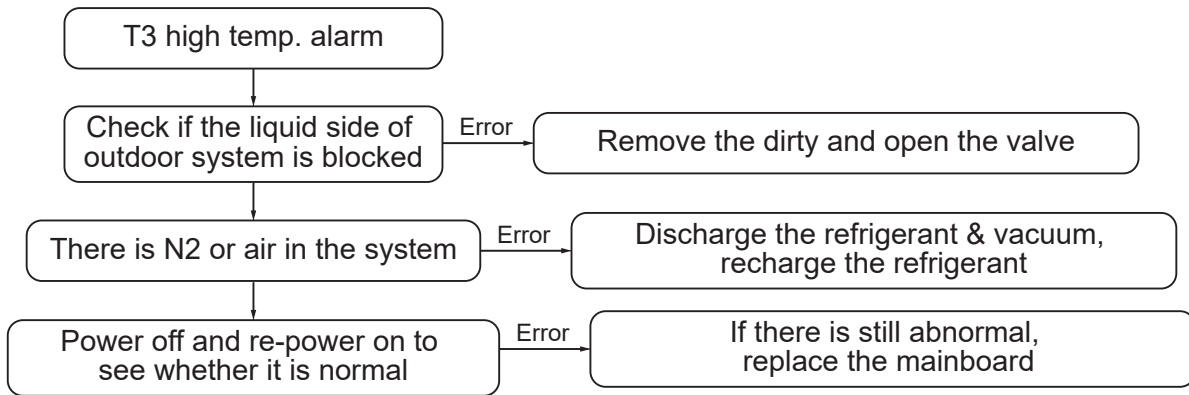 T3 high temp. alarm
Check if the liquid side of
outdoor system is blocked
Error
Remove the dirty and open the valve
There is N2 or air in the system
Error
Discharge the refrigerant & vacuum,
recharge the refrigerant
Power off and re-power on to
see whether it is normal
Error
If there is still abnormal,
replace the mainboard